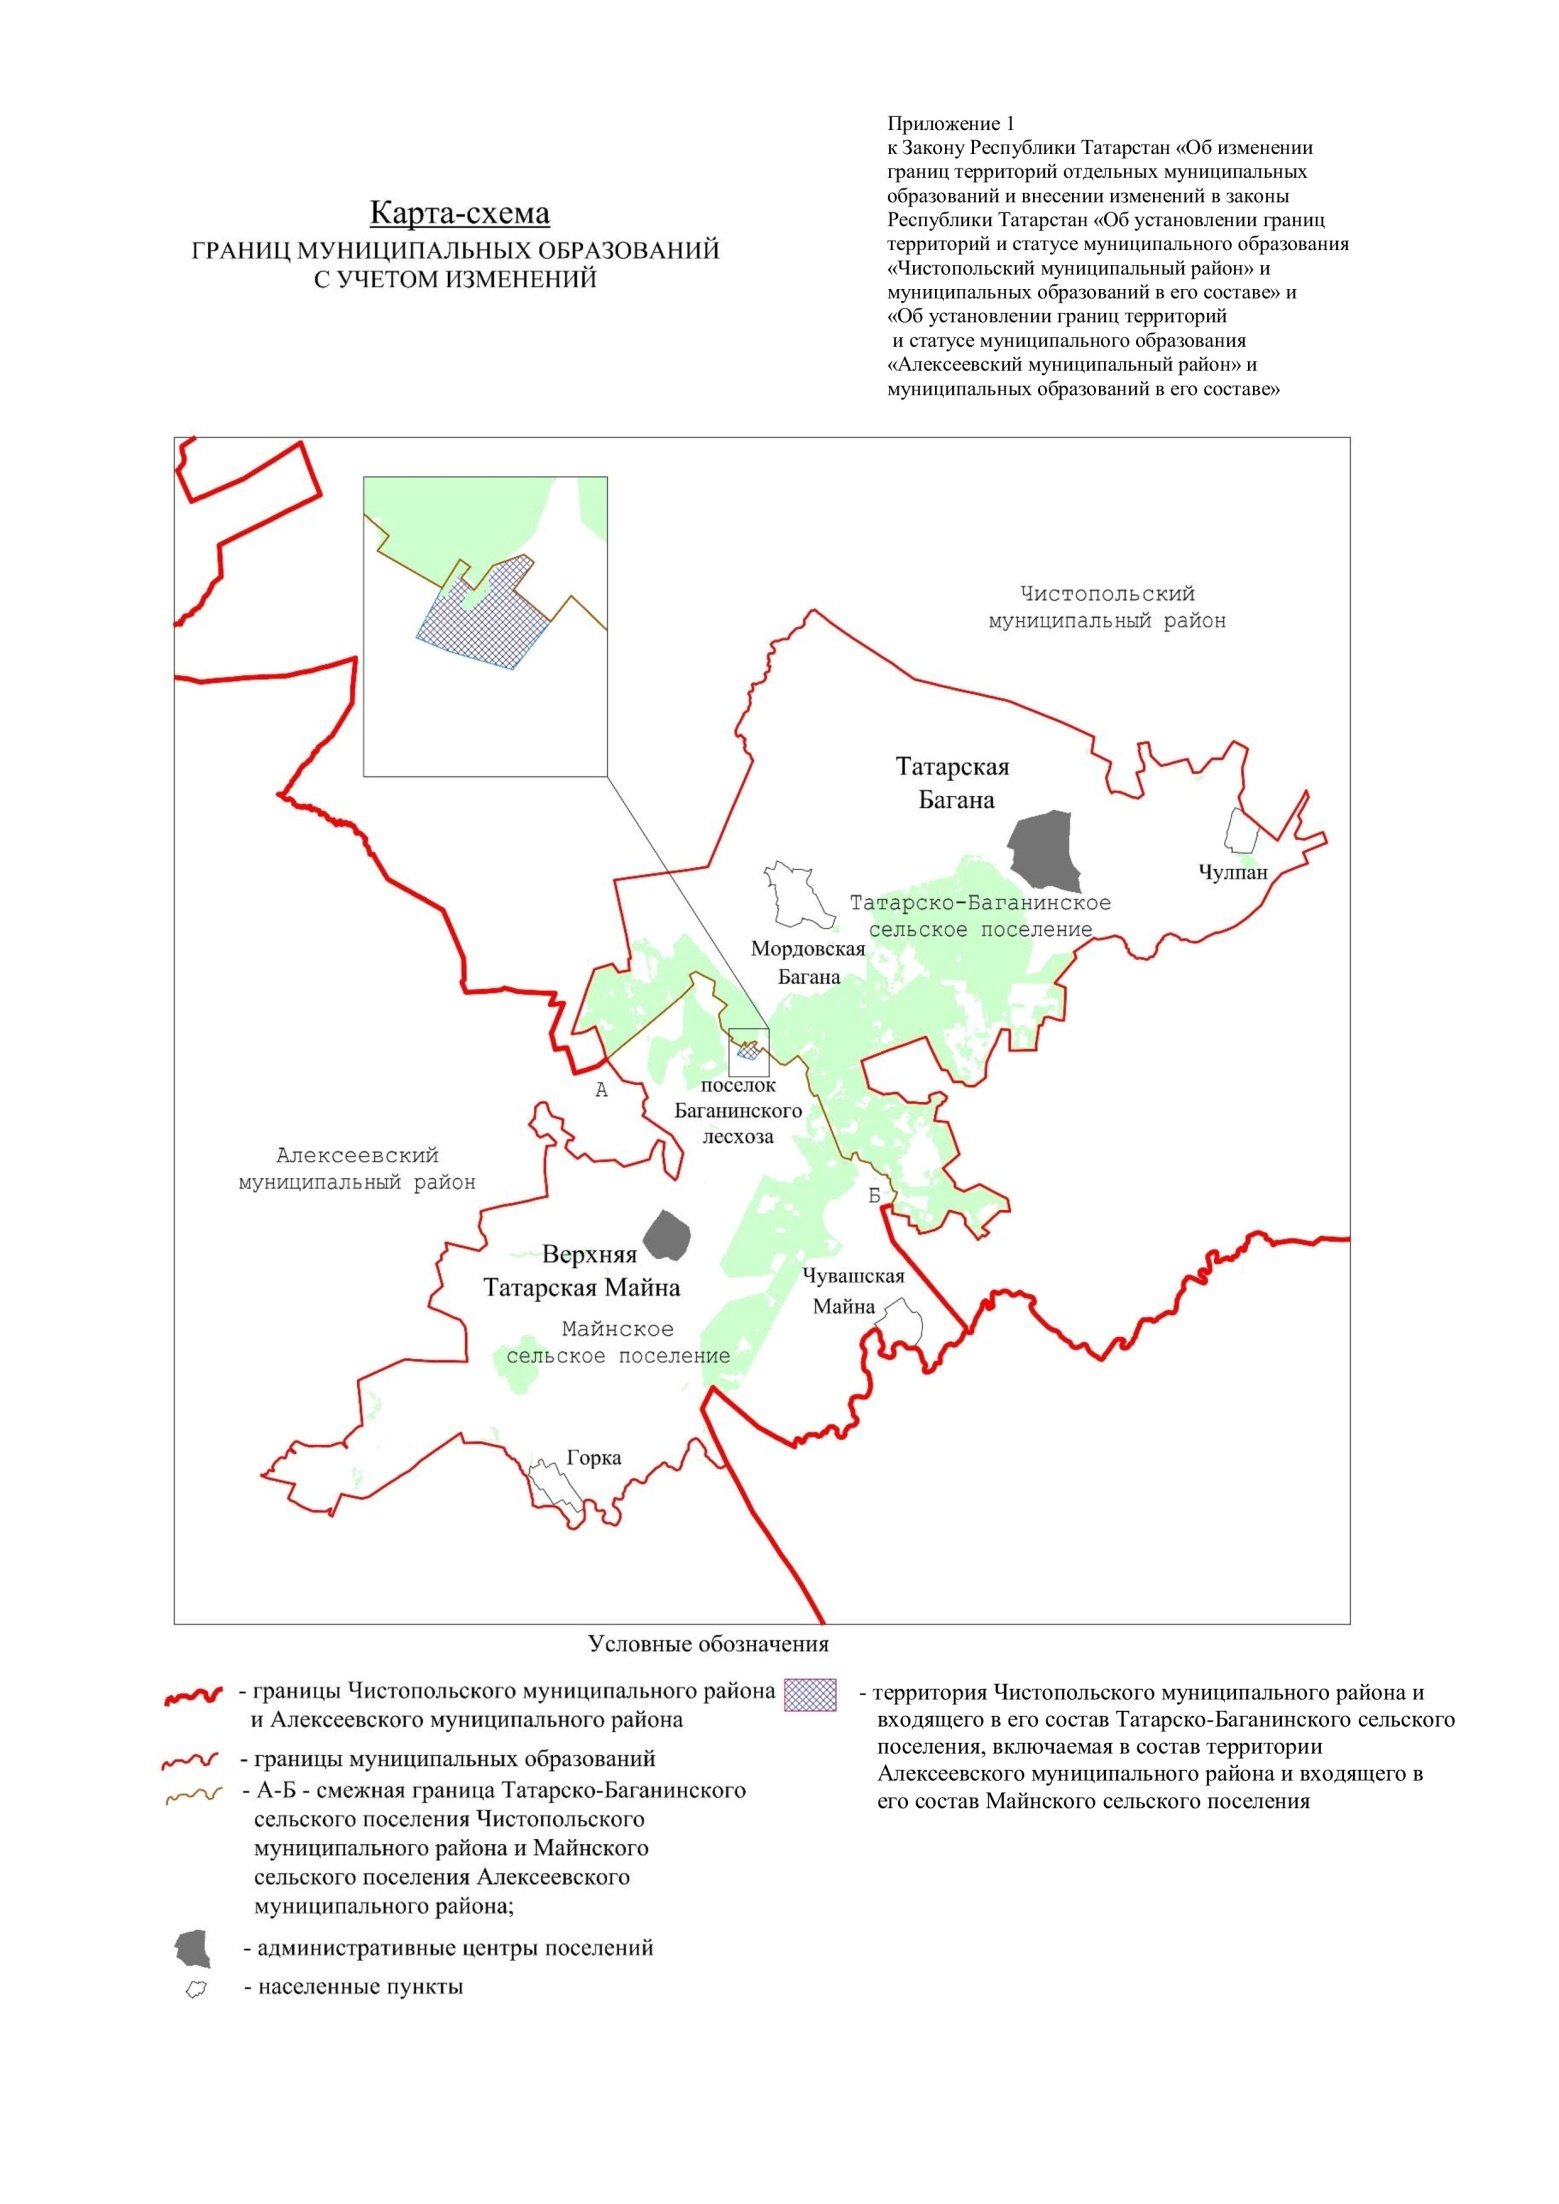 Приложение 1
к Закону Республики Татарстан «Об изменении
границ территорий отдельных муниципальных
образований и внесении изменений в законы
Республики Татарстан «Об установлении границ
территорий и статусе муниципального образования
«Чистопольский муниципальный район» и
муниципальных образований в его составе» и
«Об установлении границ территорий
и статусе муниципального образования
«Алексеевский муниципальный район» и
муниципальных образований в его составе»
Карта-схема
ГРАНИЦ МУНИЦИПАЛЬНЫХ ОБРАЗОВАНИЙ
С УЧЕТОМ ИЗМЕНЕНИЙ
Чистопольский
муниципальный район
Татарская
Багана
Чулпан
Татарско-Баганинское
сельское поселение
Мордовская
Багана
А
поселок
Баганинского
лесхоза
Алексеевский
муниципальный район
Б
Верхняя
Татарская Майна
Чувашская
Майна
Майнское
сельское поселение
Горка
Условные обозначения
- границы Чистопольского муниципального района
и Алексеевского муниципального района
- границы муниципальных образований
- А-Б - смежная граница Татарско-Баганинского
сельского поселения Чистопольского
муниципального района и Майнского
сельского поселения Алексеевского
муниципального района;
- административные центры поселений
- населенные пункты
- территория Чистопольского муниципального района и
входящего в его состав Татарско-Баганинского сельского
поселения, включаемая в состав территории
Алексеевского муниципального района и входящего в
его состав Майнского сельского поселения